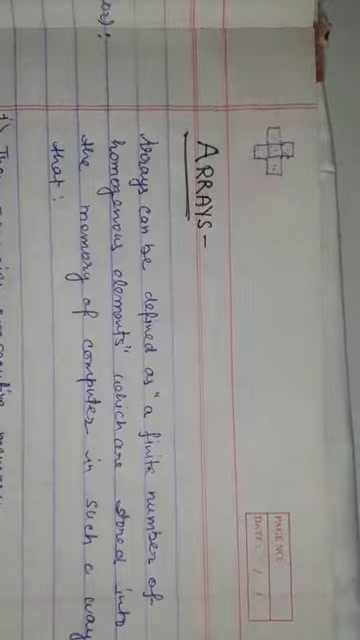 PAGE NO.
DATE: / /
ARRAYS-
Arrays can be defined as "a finite number of
homogenous elements" which are stored into
the memory of computer in such a way
that: